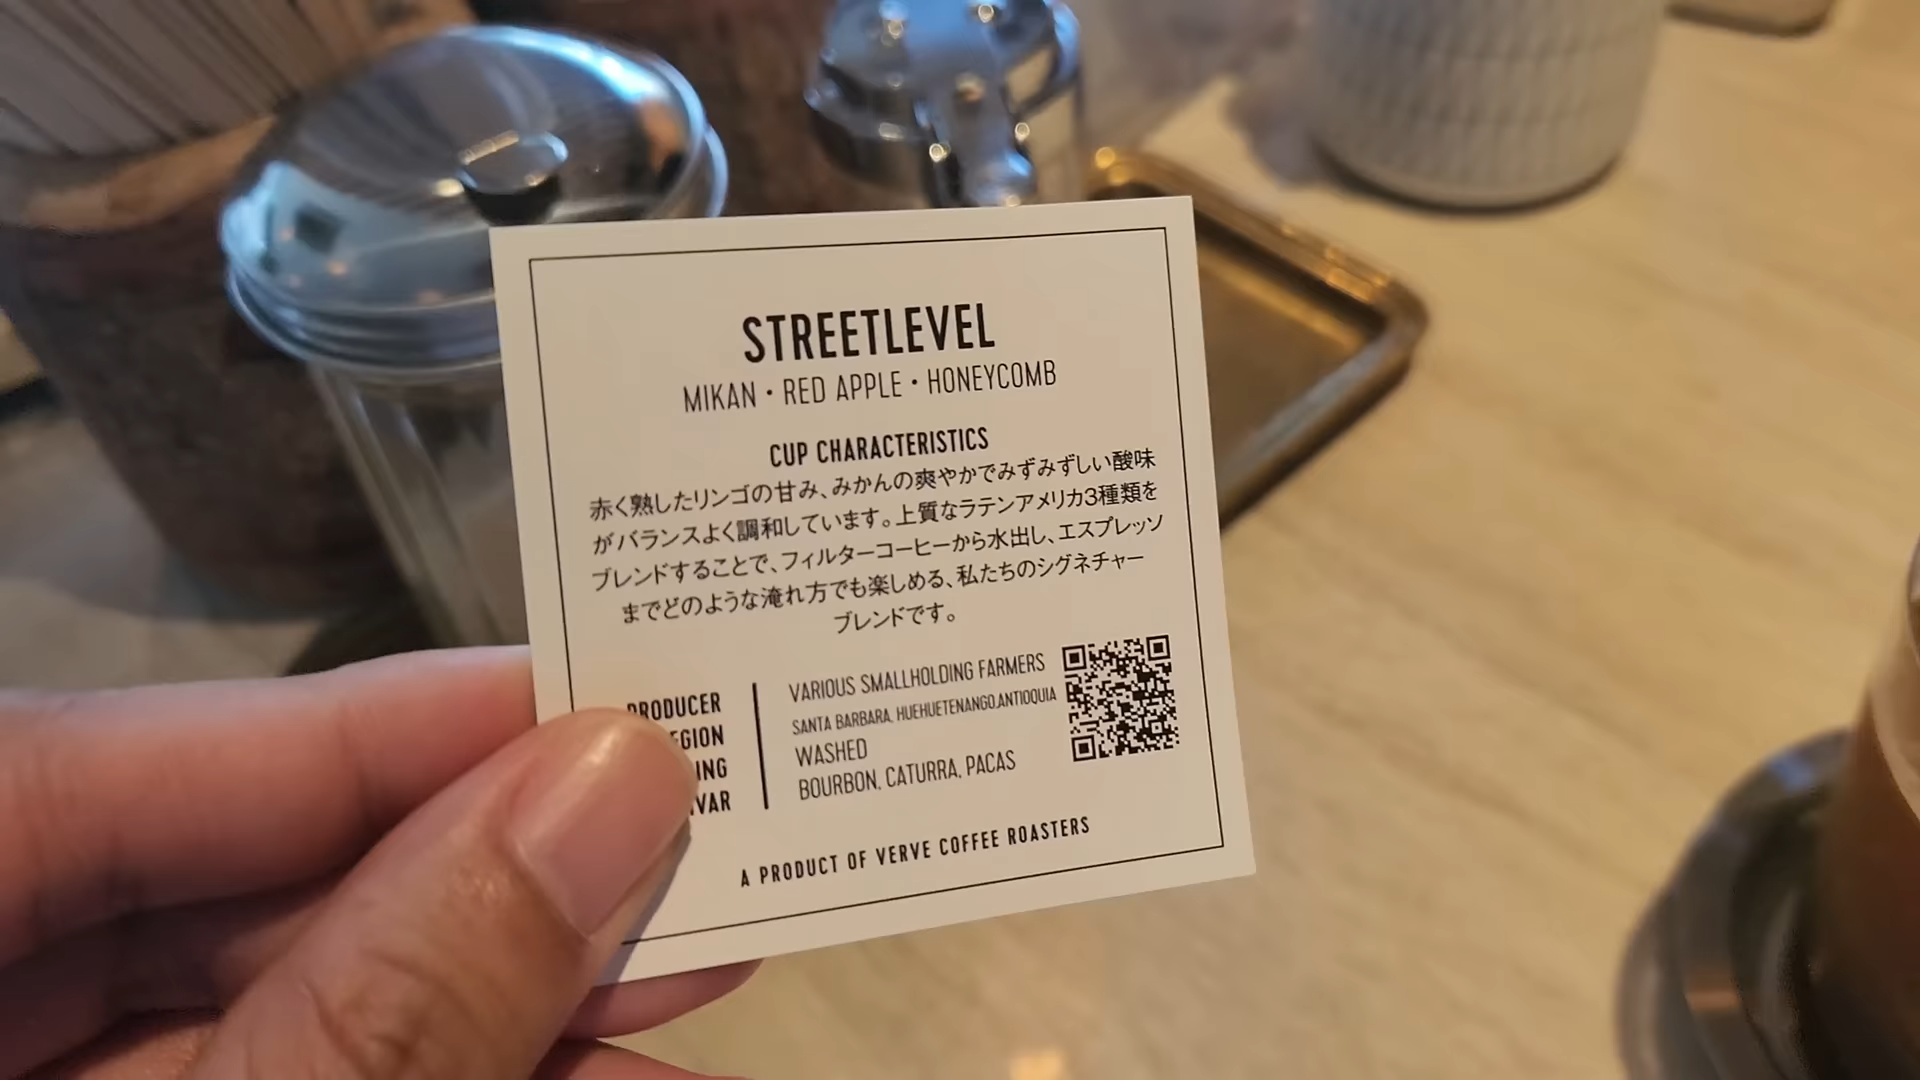 STREETLEVEL
MIKAN • RED APPLE • HONEYCOMB
CUP CHARACTERISTICS
赤く熟したリンゴの甘み、みかんの爽やかでみずみずしい酸味
がバランスよく調和しています。上質なラテンアメリカ3種類を
ブレンドすることで、フィルターコーヒーから水出し、エスプレッソ
までどのような淹れ方でも楽しめる、私たちのシグネチャー
ブレンドです。
PRODUCER
VARIOUS SMALLHOLDING FARMERS
EGION
SANTA BARBARA, HUEHUETENANGO,ANTIOQUIA
ING
WASHED
VAR
BOURBON, CATURRA, PACAS
A PRODUCT OF VERVE COFFEE ROASTERS